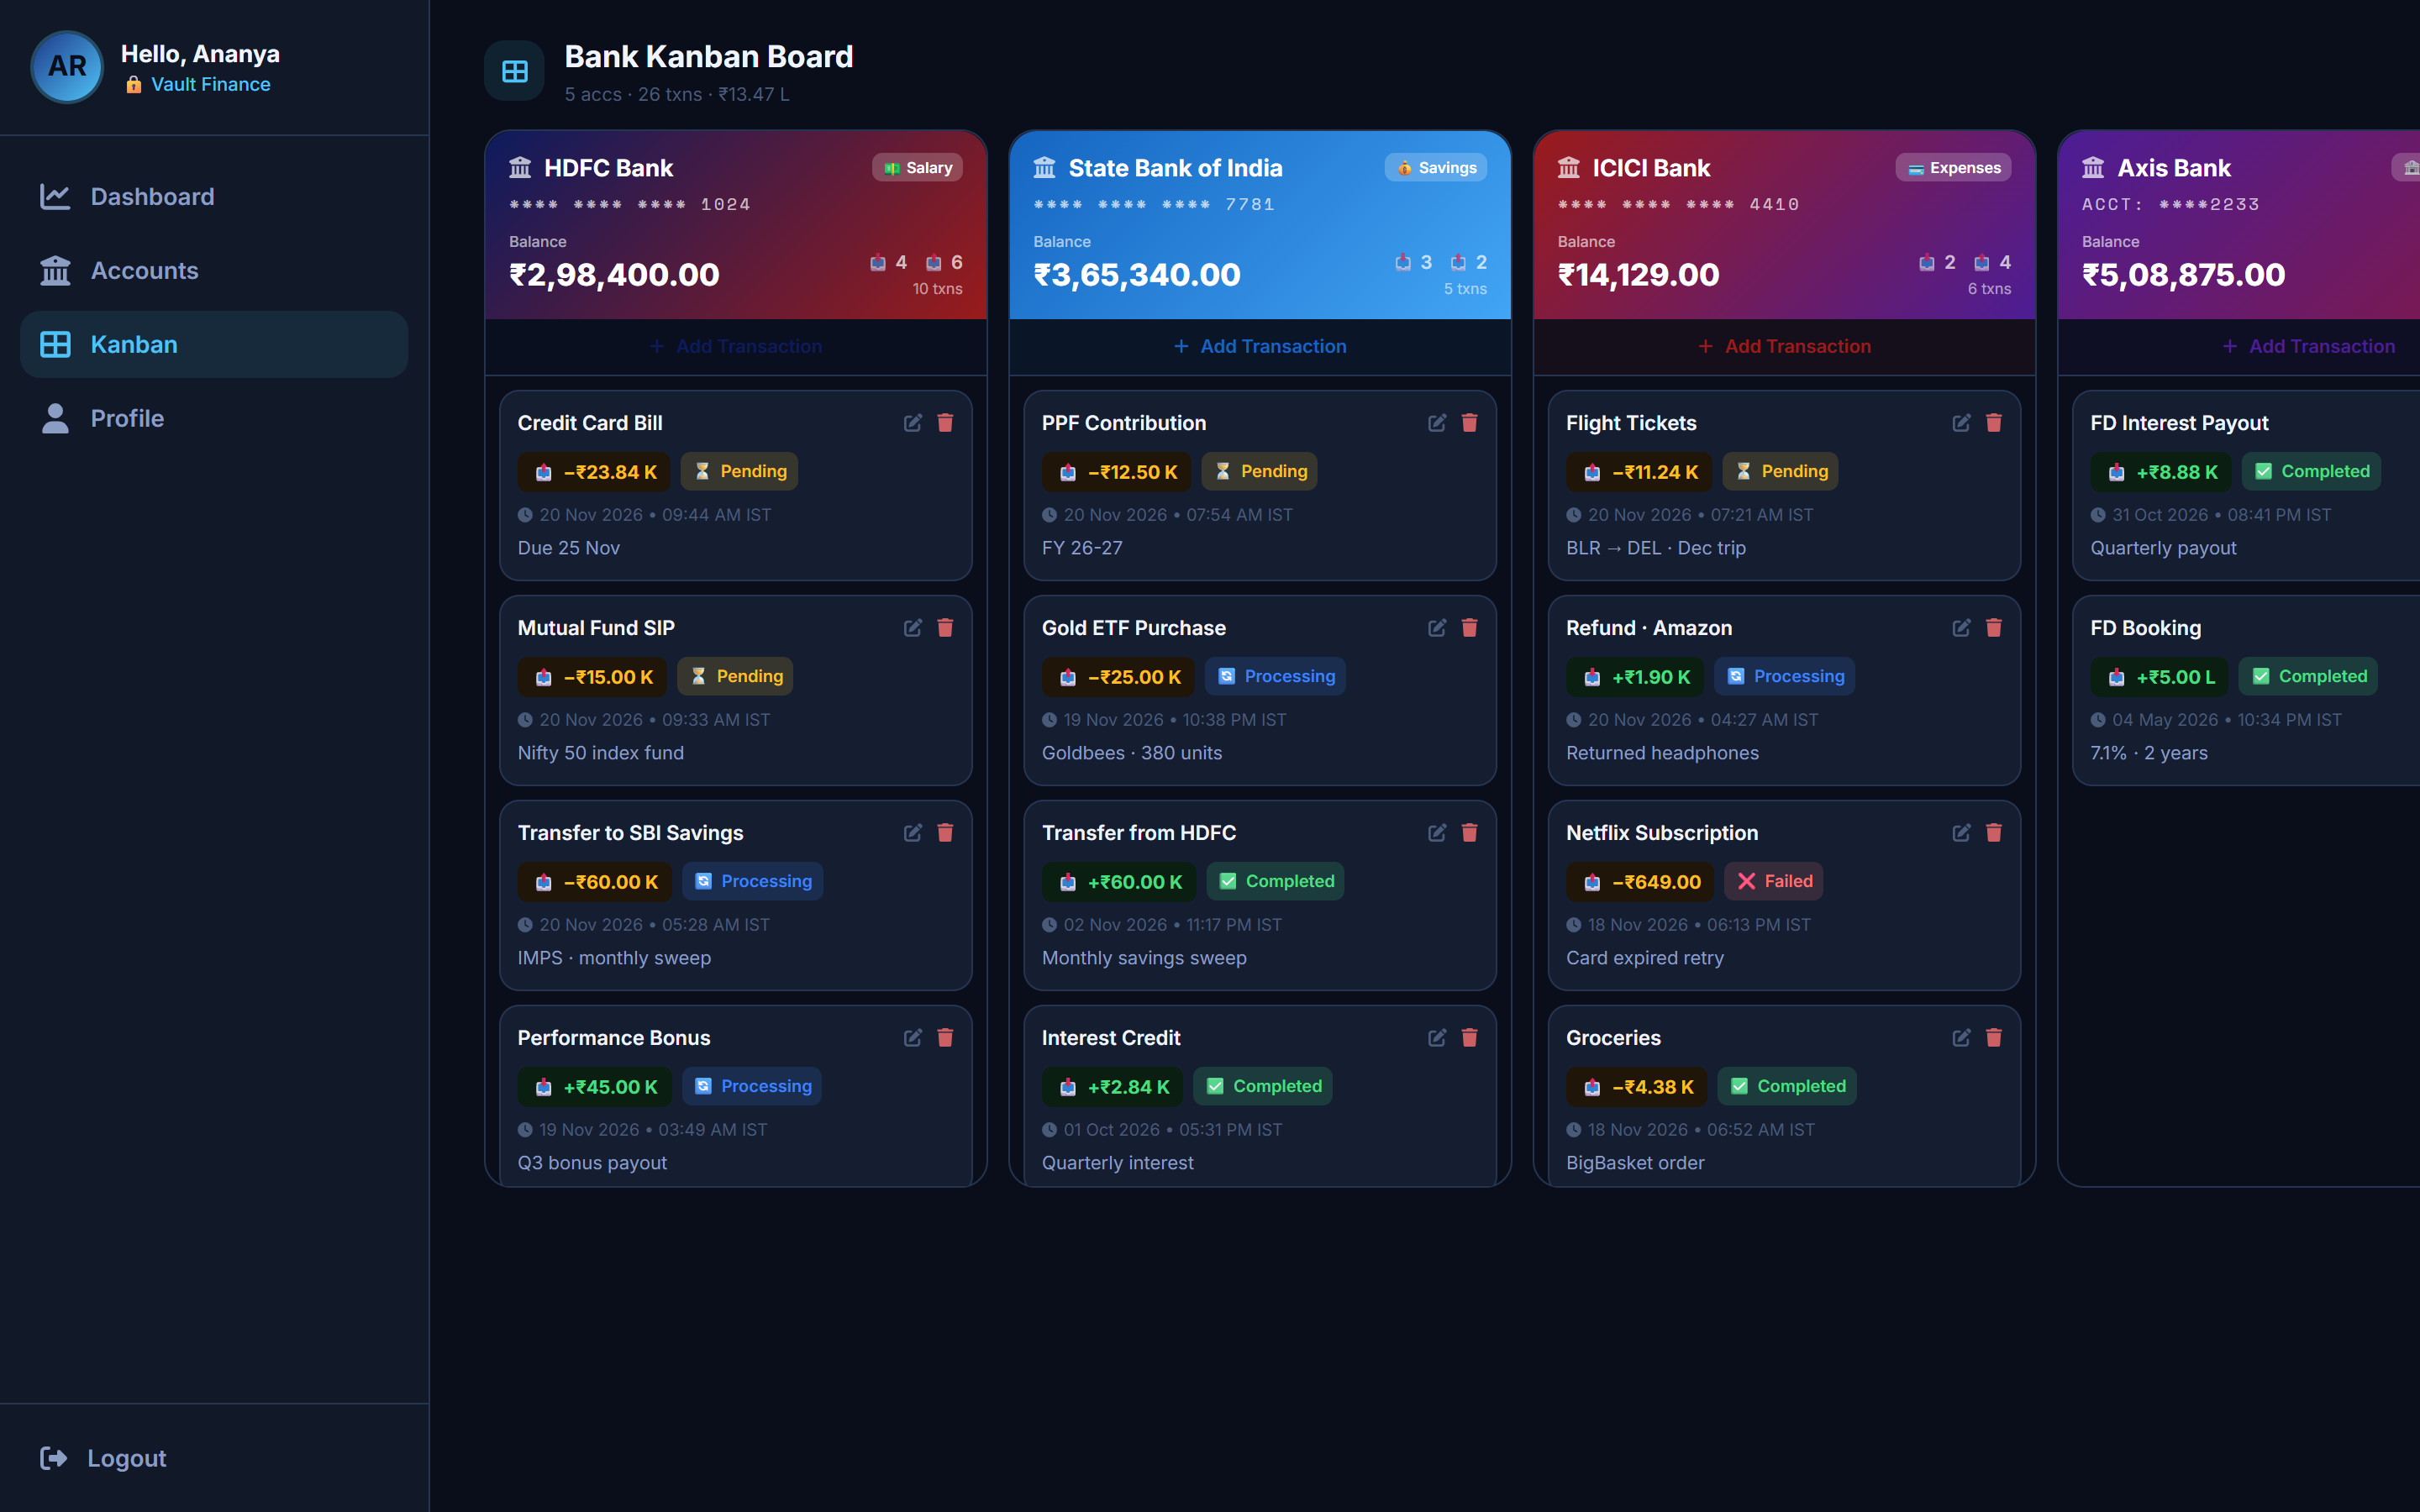 AR
Hello, Ananya
Vault Finance
Dashboard
Accounts
Kanban
Profile
Logout
Bank Kanban Board
5 accs · 26 txns · ₹13.47 L
HDFC Bank
Salary
**** **** **** 1024
Balance
₹2,98,400.00
4 6
10 txns
+ Add Transaction
Credit Card Bill
−₹23.84 K
Pending
20 Nov 2026 • 09:44 AM IST
Due 25 Nov
Mutual Fund SIP
−₹15.00 K
Pending
20 Nov 2026 • 09:33 AM IST
Nifty 50 index fund
Transfer to SBI Savings
−₹60.00 K
Processing
20 Nov 2026 • 05:28 AM IST
IMPS · monthly sweep
Performance Bonus
+₹45.00 K
Processing
19 Nov 2026 • 03:49 AM IST
Q3 bonus payout
State Bank of India
Savings
**** **** **** 7781
Balance
₹3,65,340.00
3 2
5 txns
+ Add Transaction
PPF Contribution
−₹12.50 K
Pending
20 Nov 2026 • 07:54 AM IST
FY 26-27
Gold ETF Purchase
−₹25.00 K
Processing
19 Nov 2026 • 10:38 PM IST
Goldbees · 380 units
Transfer from HDFC
+₹60.00 K
Completed
02 Nov 2026 • 11:17 PM IST
Monthly savings sweep
Interest Credit
+₹2.84 K
Completed
01 Oct 2026 • 05:31 PM IST
Quarterly interest
ICICI Bank
Expenses
**** **** **** 4410
Balance
₹14,129.00
2 4
6 txns
+ Add Transaction
Flight Tickets
−₹11.24 K
Pending
20 Nov 2026 • 07:21 AM IST
BLR → DEL · Dec trip
Refund · Amazon
+₹1.90 K
Processing
20 Nov 2026 • 04:27 AM IST
Returned headphones
Netflix Subscription
−₹649.00
Failed
18 Nov 2026 • 06:13 PM IST
Card expired retry
Groceries
−₹4.38 K
Completed
18 Nov 2026 • 06:52 AM IST
BigBasket order
Axis Bank
ACCT: ****2233
Balance
₹5,08,875.00
+ Add Transaction
FD Interest Payout
+₹8.88 K
Completed
31 Oct 2026 • 08:41 PM IST
Quarterly payout
FD Booking
+₹5.00 L
Completed
04 May 2026 • 10:34 PM IST
7.1% · 2 years